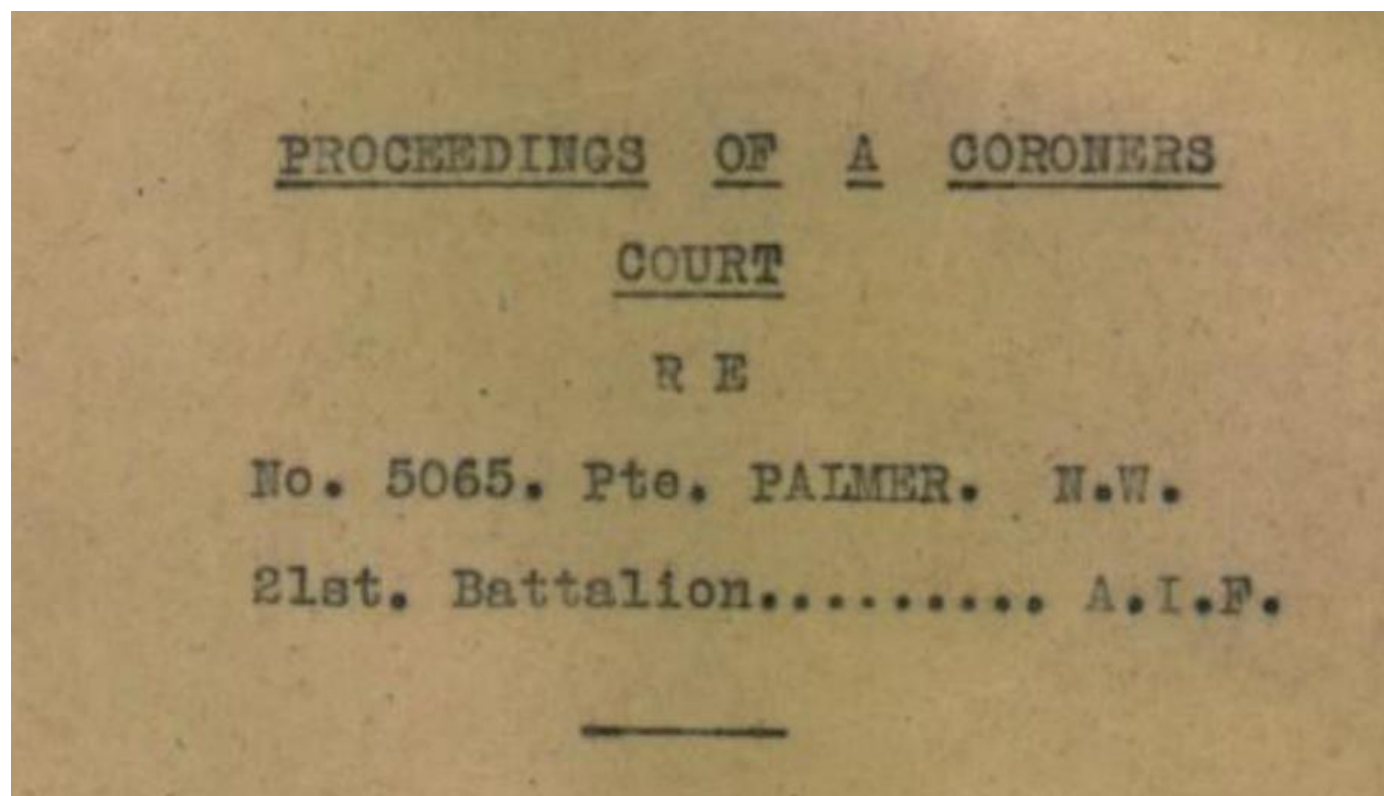 PROCEEDINGS OF A CORONERS
COURT
R E
No. 5065. Pte. PALMER. N.W.
21st. Battalion.......... A.I.F.